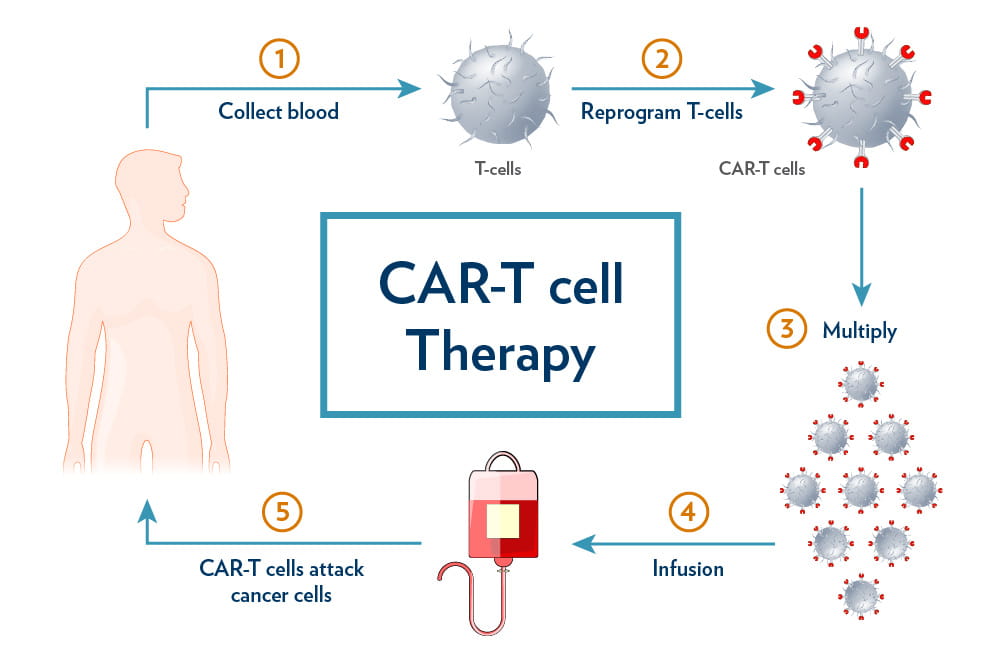 1
Collect blood
T-cells
2
Reprogram T-cells
CAR-T cells
CAR-T cell
Therapy
3
Multiply
4
Infusion
5
CAR-T cells attack
cancer cells